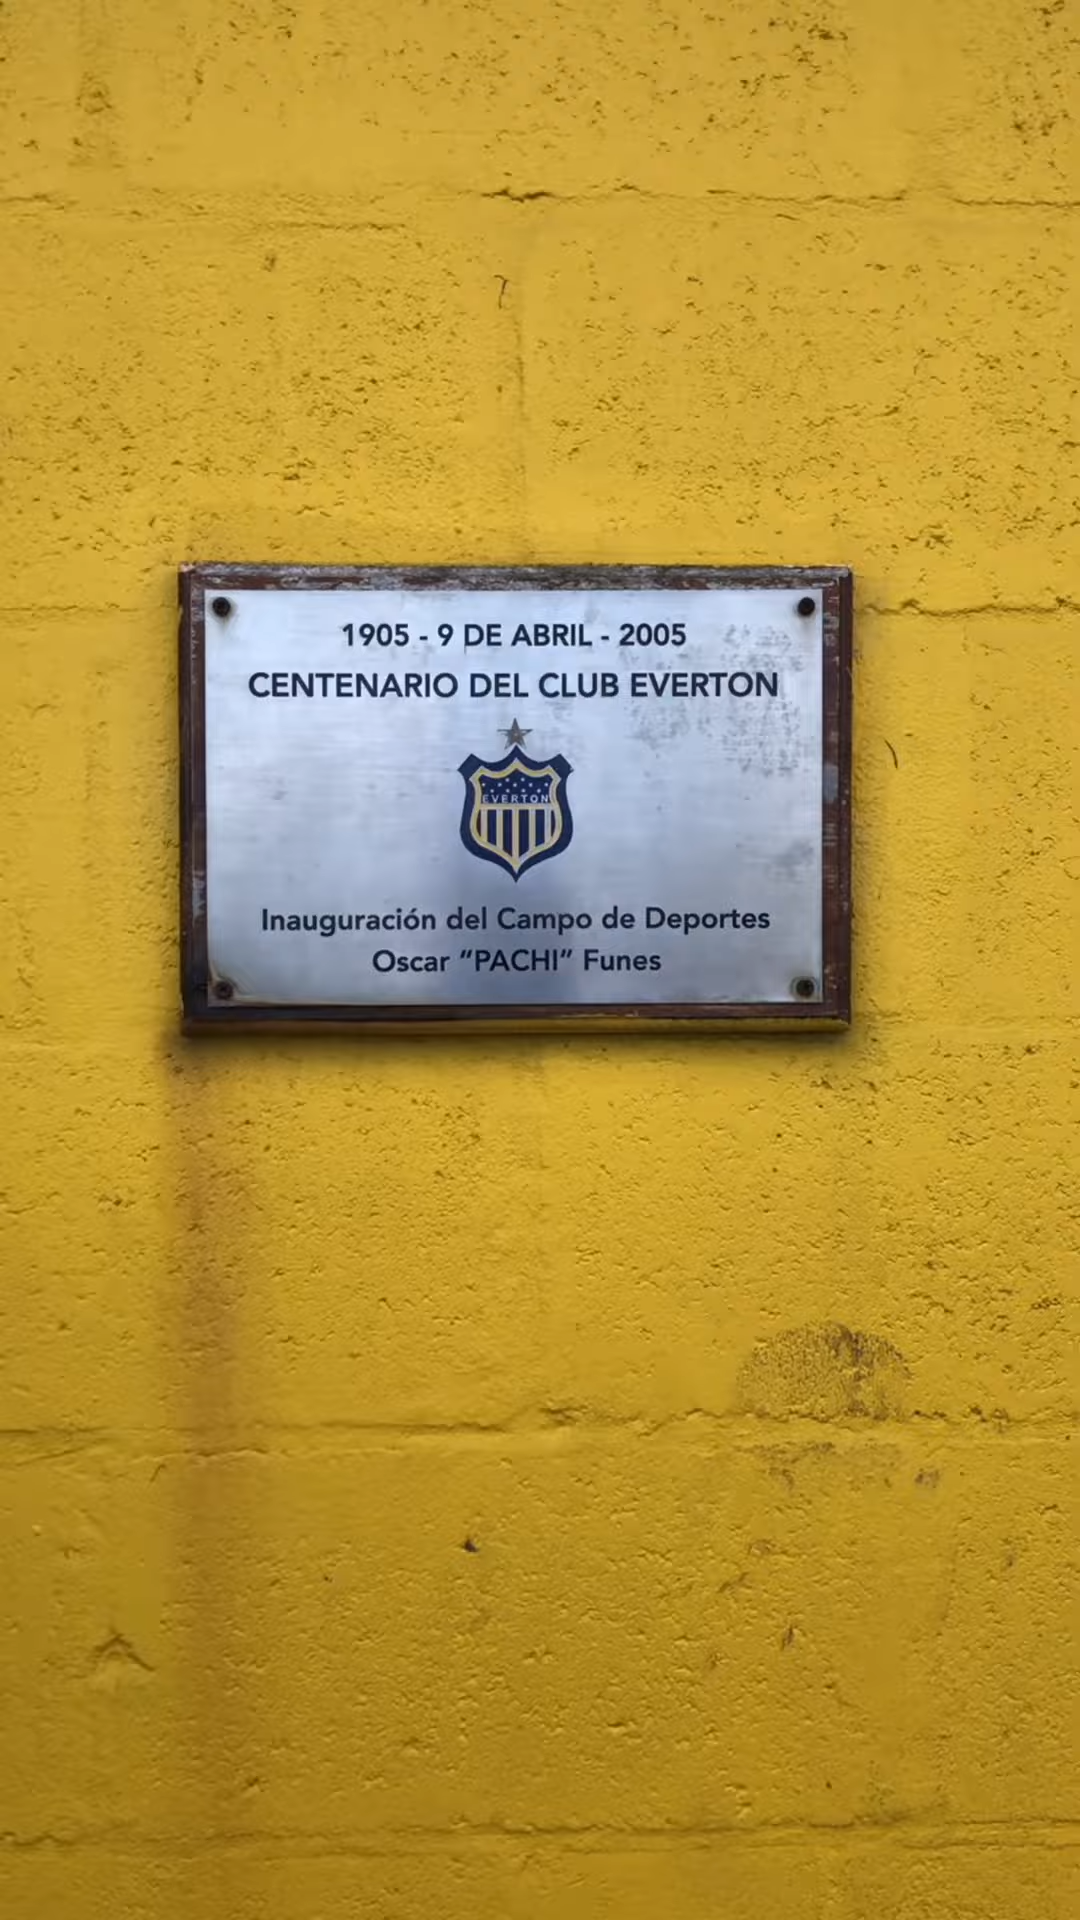 1905 - 9 DE ABRIL - 2005
CENTENARIO DEL CLUB EVERTON
EVERTON
Inauguración del Campo de Deportes
Oscar “PACHI” Funes